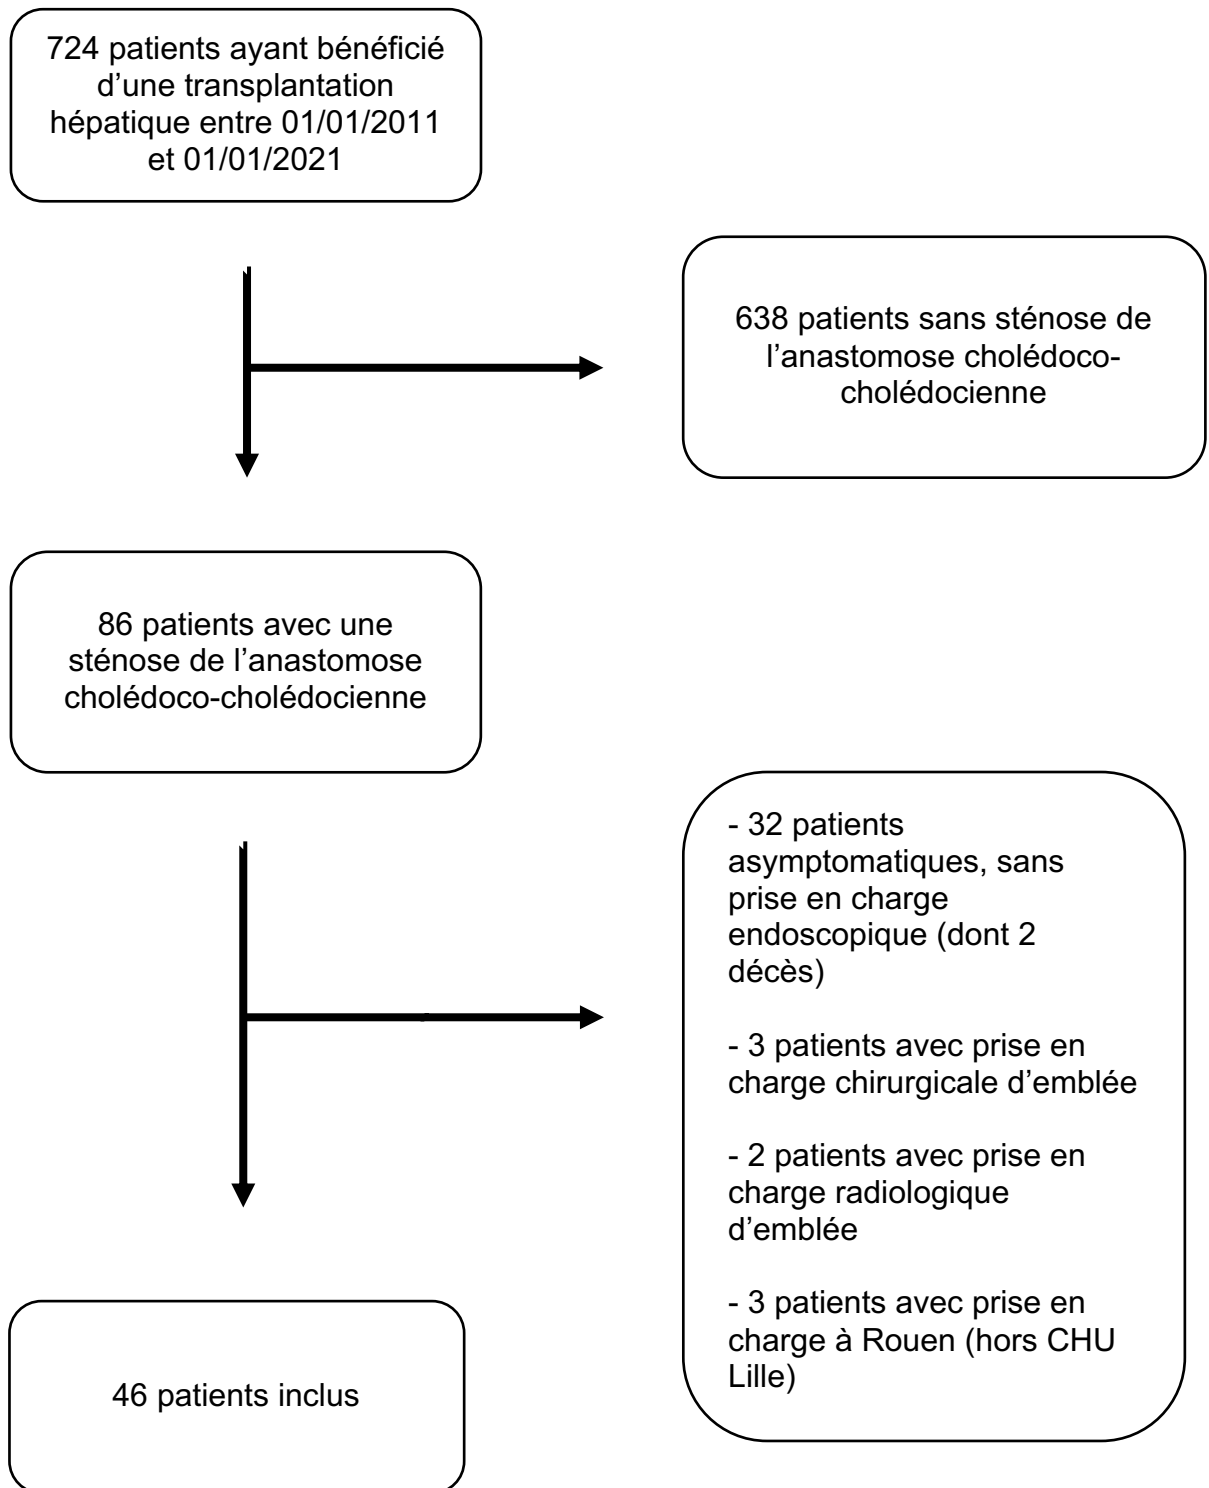 724 patients ayant bénéficié
d’une transplantation
hépatique entre 01/01/2011
et 01/01/2021
638 patients sans sténose de
l’anastomose cholédoco-
cholédocienne
86 patients avec une
sténose de l’anastomose
cholédoco-cholédocienne
- 32 patients
asymptomatiques, sans
prise en charge
endoscopique (dont 2
décès)
- 3 patients avec prise en
charge chirurgicale d’emblée
- 2 patients avec prise en
charge radiologique
d’emblée
- 3 patients avec prise en
charge à Rouen (hors CHU
Lille)
46 patients inclus